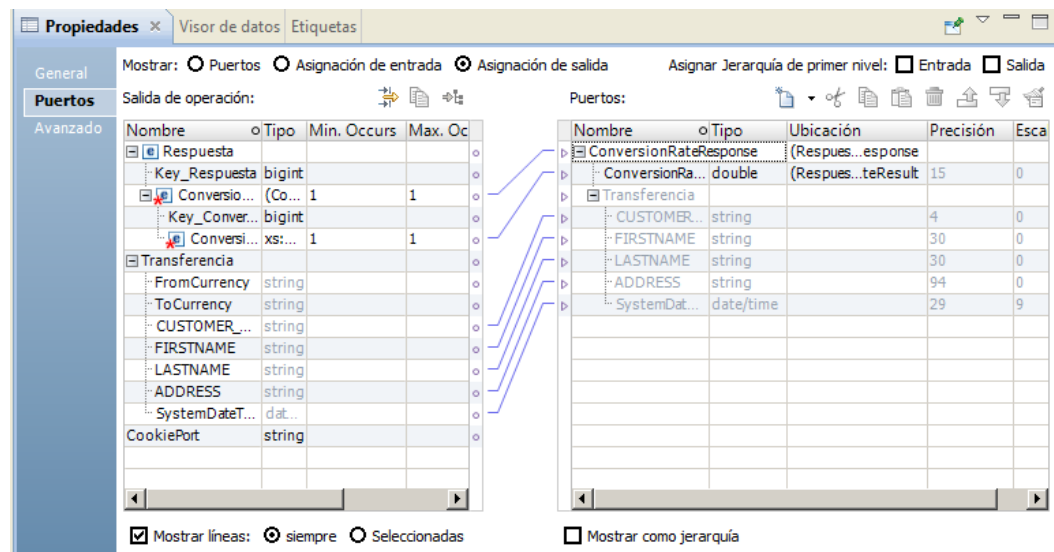 Propiedades
Visor de datos
Etiquetas
General
Puertos
Avanzado
Mostrar: Puertos Asignación de entrada Asignación de salida
Asignar Jerarquía de primer nivel: Entrada Salida
Salida de operación:
Nombre Tipo Min. Occurs Max. Oc
Respuesta
Key_Respuesta bigint
Conversio... (Co... 1 1
Key_Conver... bigint
Conversi... xs:... 1 1
Transferencia
FromCurrency string
ToCurrency string
CUSTOMER_... string
FIRSTNAME string
LASTNAME string
ADDRESS string
SystemDateT... dat...
CookiePort string
Mostrar líneas: siempre Seleccionadas
Puertos:
Nombre Tipo Ubicación Precisión Esca
ConversionRateResponse (Respues...esponse
ConversionRa... double (Respues...teResult 15 0
Transferencia
CUSTOMER... string 4 0
FIRSTNAME string 30 0
LASTNAME string 30 0
ADDRESS string 94 0
SystemDat... date/time 29 9
Mostrar como jerarquía